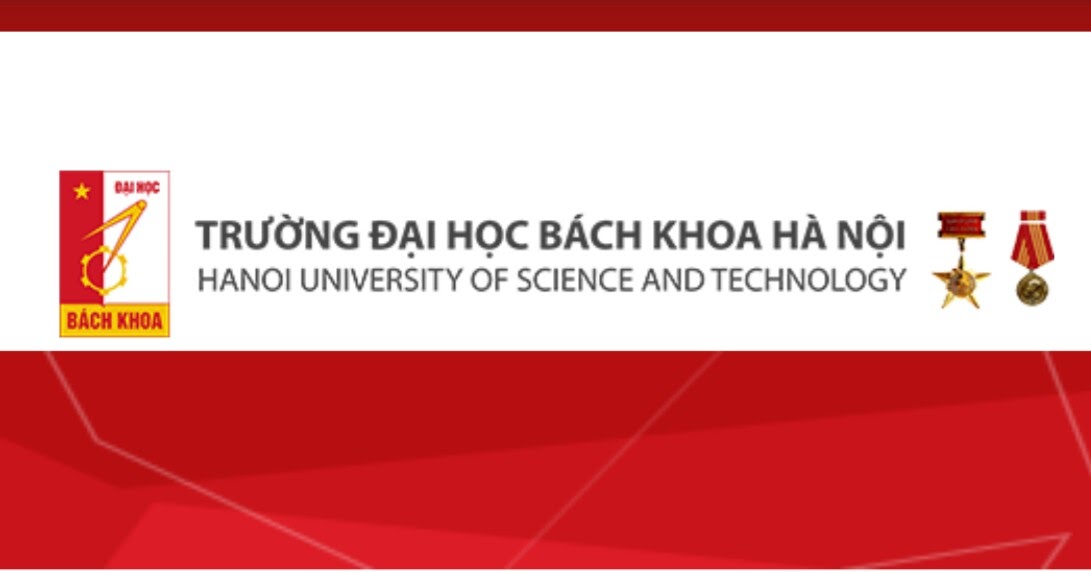 ĐẠI HỌC
BÁCH KHOA
TRƯỜNG ĐẠI HỌC BÁCH KHOA HÀ NỘI
HANOI UNIVERSITY OF SCIENCE AND TECHNOLOGY